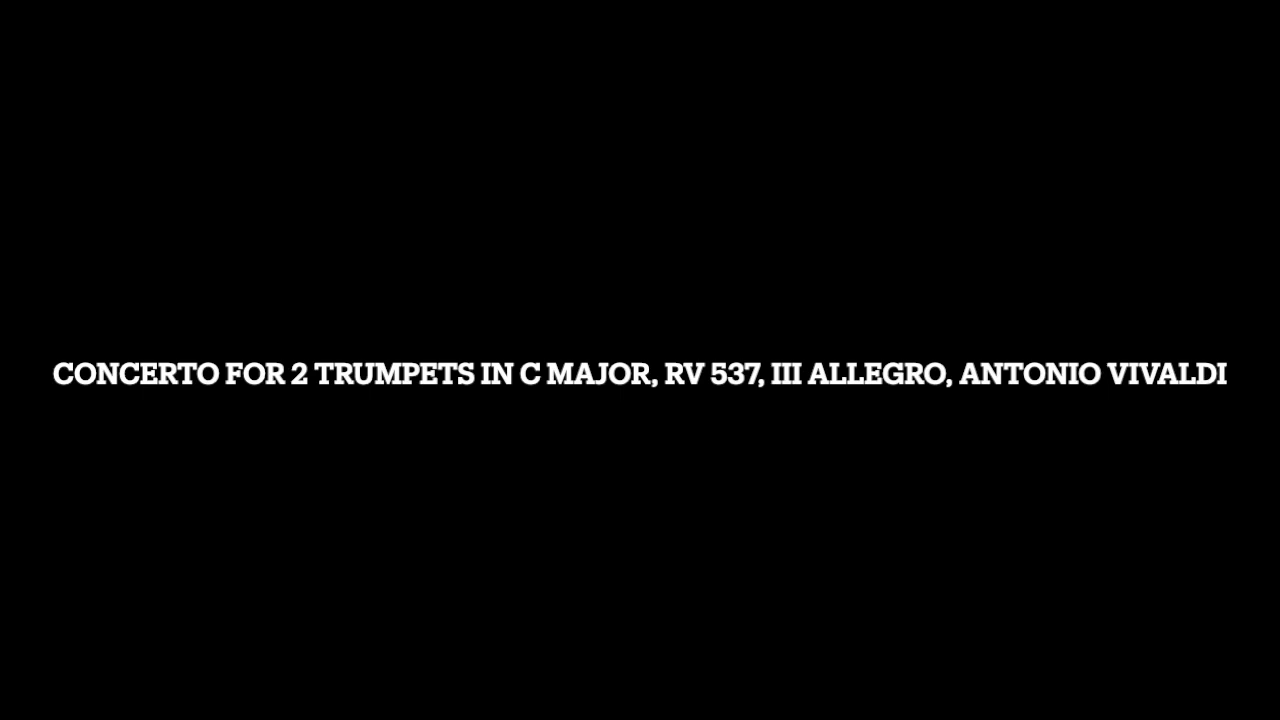 CONCERTO FOR 2 TRUMPETS IN C MAJOR, RV 537, III ALLEGRO, ANTONIO VIVALDI